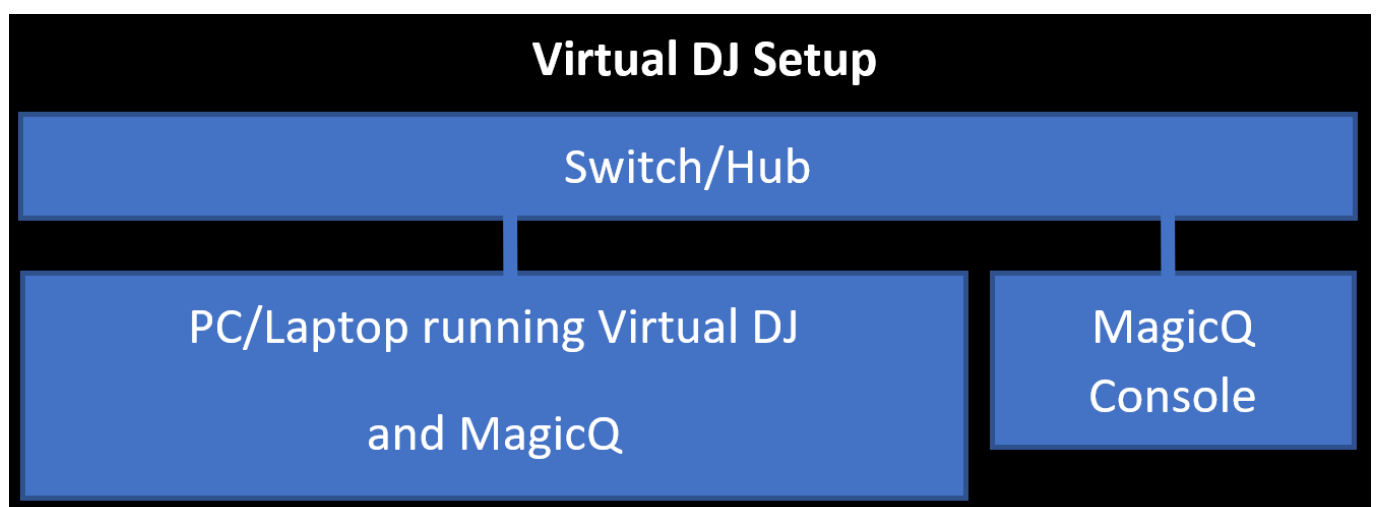 Virtual DJ Setup
Switch/Hub
PC/Laptop running Virtual DJ
and MagicQ
MagicQ
Console